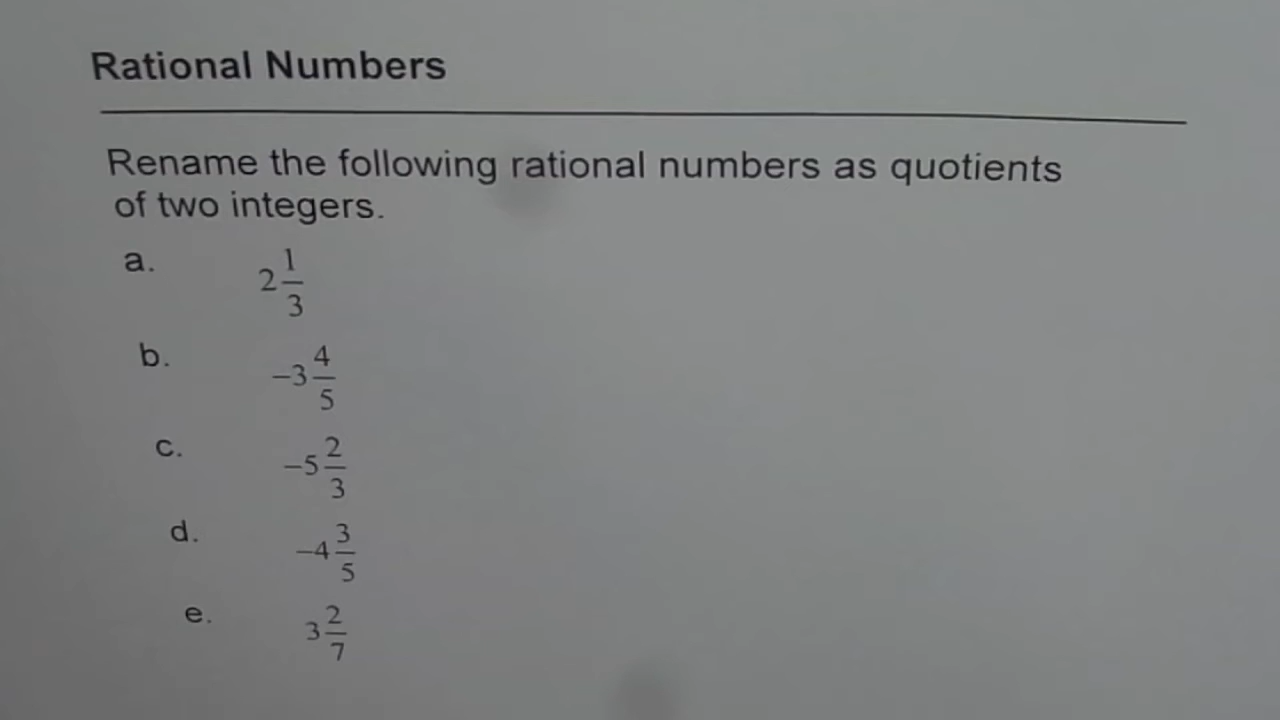 Rational Numbers
Rename the following rational numbers as quotients
of two integers.
a. 2 1/3
b. –3 4/5
c. –5 2/3
d. –4 3/5
e. 3 2/7